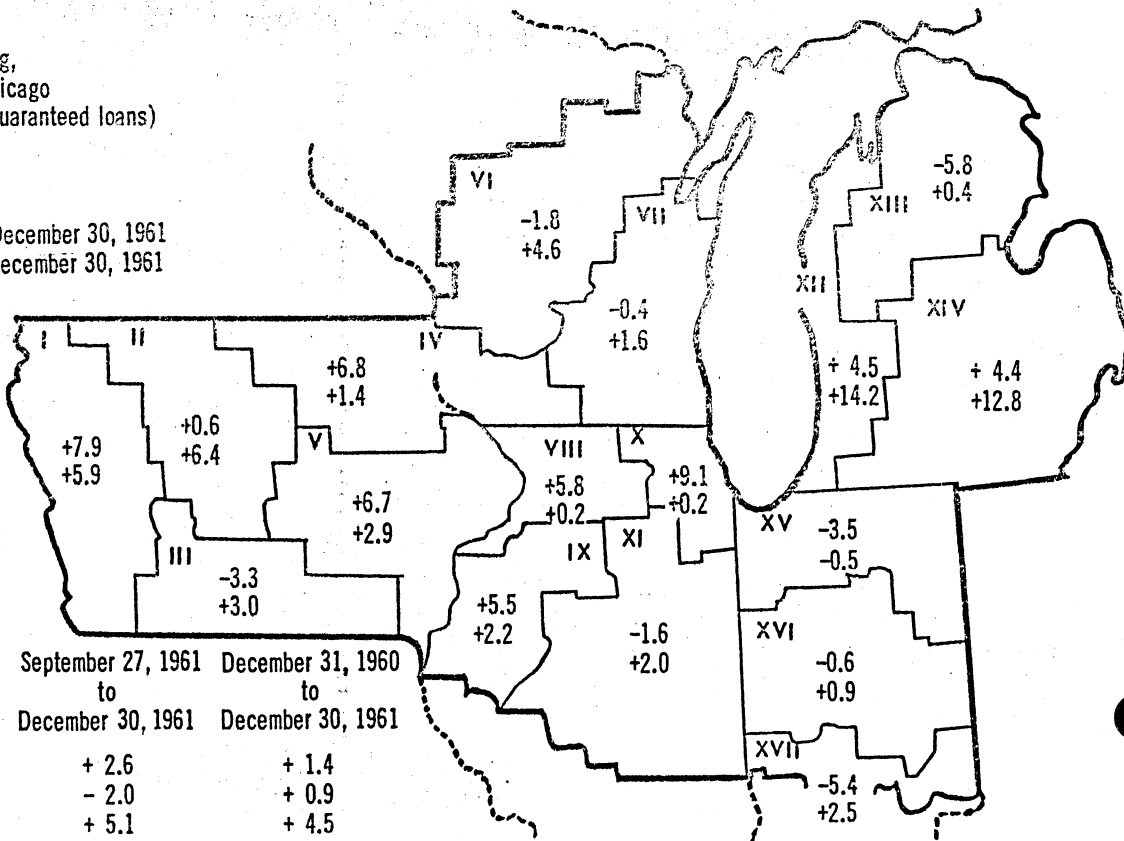 g,
icago
uaranteed loans)
December 30, 1961
ecember 30, 1961
VI
-1.8
+4.6
VII
-0.4
+1.6
XIII
-5.8
+0.4
XII
+ 4.5
+14.2
XIV
+ 4.4
+12.8
I
+7.9
+5.9
II
+0.6
+6.4
IV
+6.8
+1.4
V
+6.7
+2.9
III
-3.3
+3.0
VIII
+5.8
+0.2
X
+9.1
+0.2
IX
+5.5
+2.2
XI
-1.6
+2.0
XV
-3.5
-0.5
XVI
-0.6
+0.9
XVII
-5.4
+2.5
September 27, 1961 December 31, 1960
to to
December 30, 1961 December 30, 1961
+ 2.6 + 1.4
- 2.0 + 0.9
+ 5.1 + 4.5